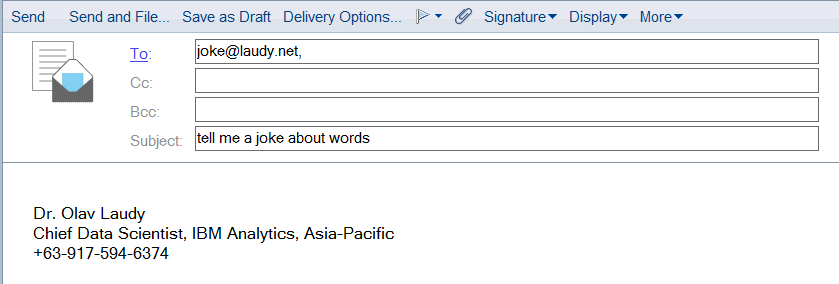 Send Send and File... Save as Draft Delivery Options... Signature Display More
To: joke@laudy.net,
Cc:
Bcc:
Subject: tell me a joke about words
Dr. Olav Laudy
Chief Data Scientist, IBM Analytics, Asia-Pacific
+63-917-594-6374